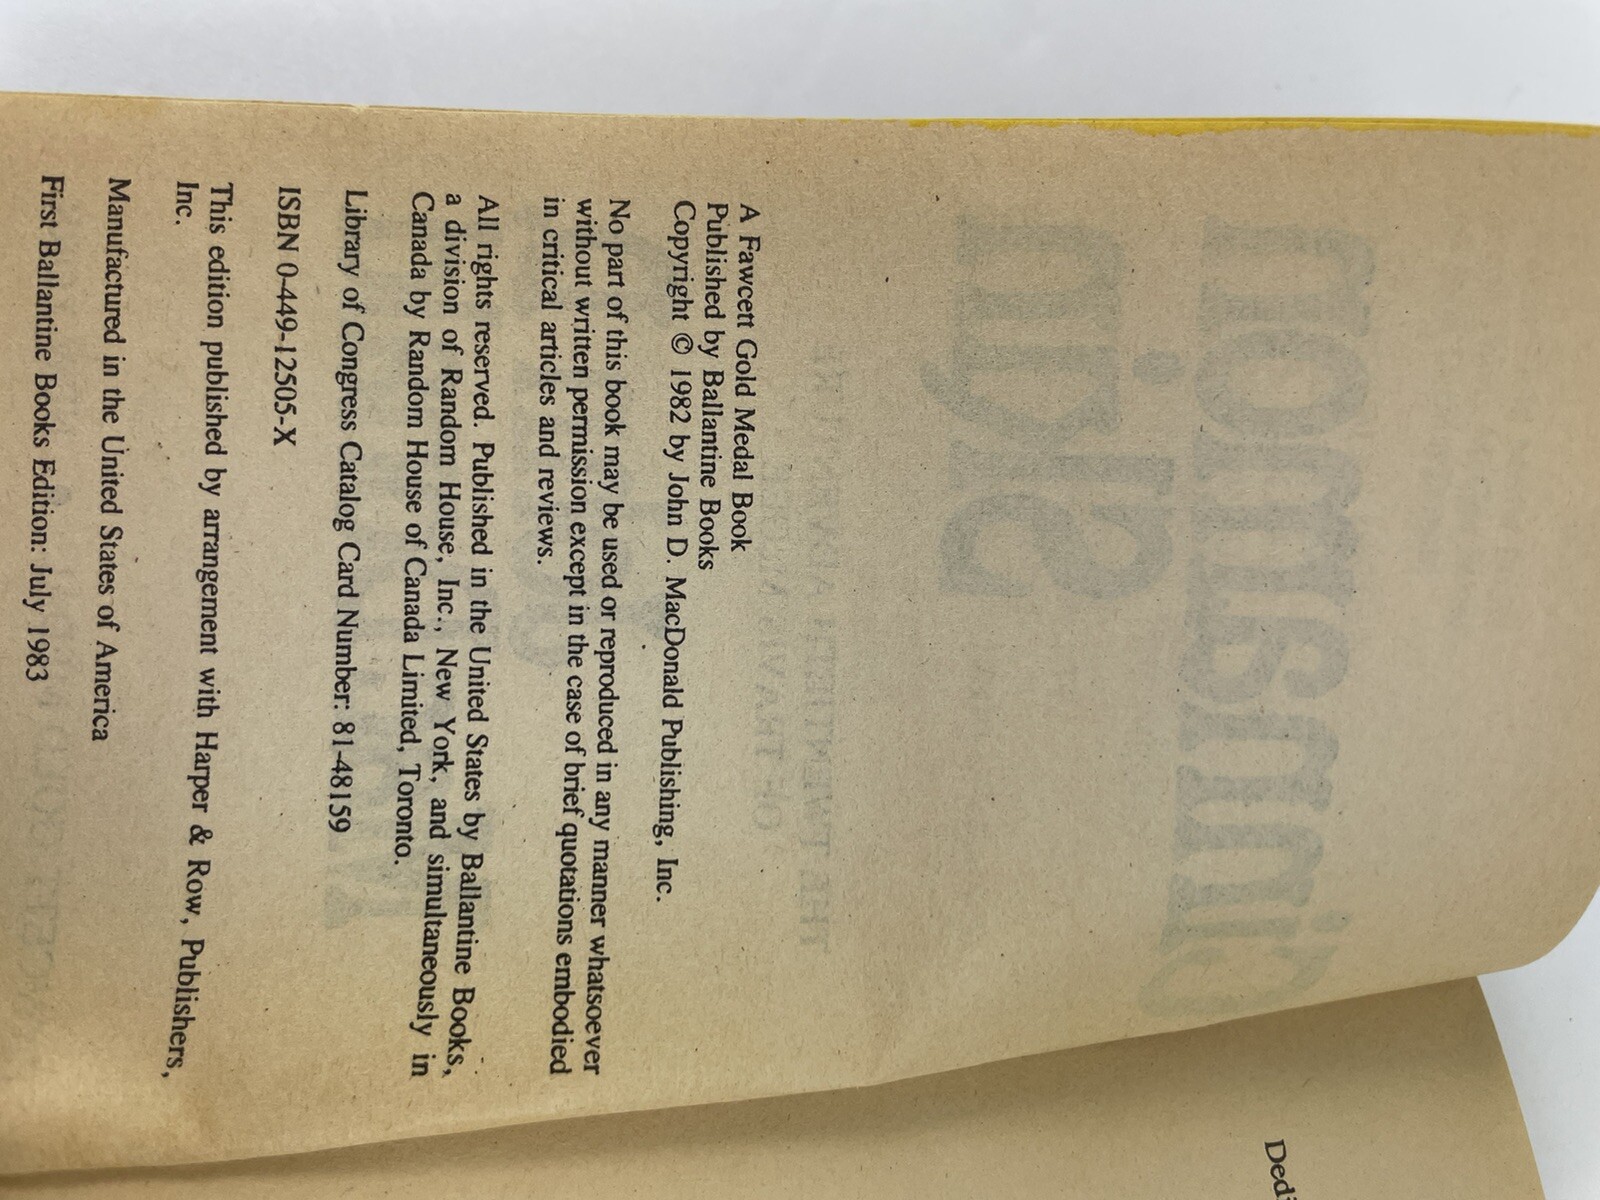 A Fawcett Gold Medal Book
Published by Ballantine Books
Copyright © 1982 by John D. MacDonald Publishing, Inc.
No part of this book may be used or reproduced in any manner whatsoever
without written permission except in the case of brief quotations embodied
in critical articles and reviews.
All rights reserved. Published in the United States by Ballantine Books,
a division of Random House, Inc., New York, and simultaneously in
Canada by Random House of Canada Limited, Toronto.
Library of Congress Catalog Card Number: 81-48159
ISBN 0-449-12505-X
This edition published by arrangement with Harper & Row, Publishers,
Inc.
Manufactured in the United States of America
First Ballantine Books Edition: July 1983